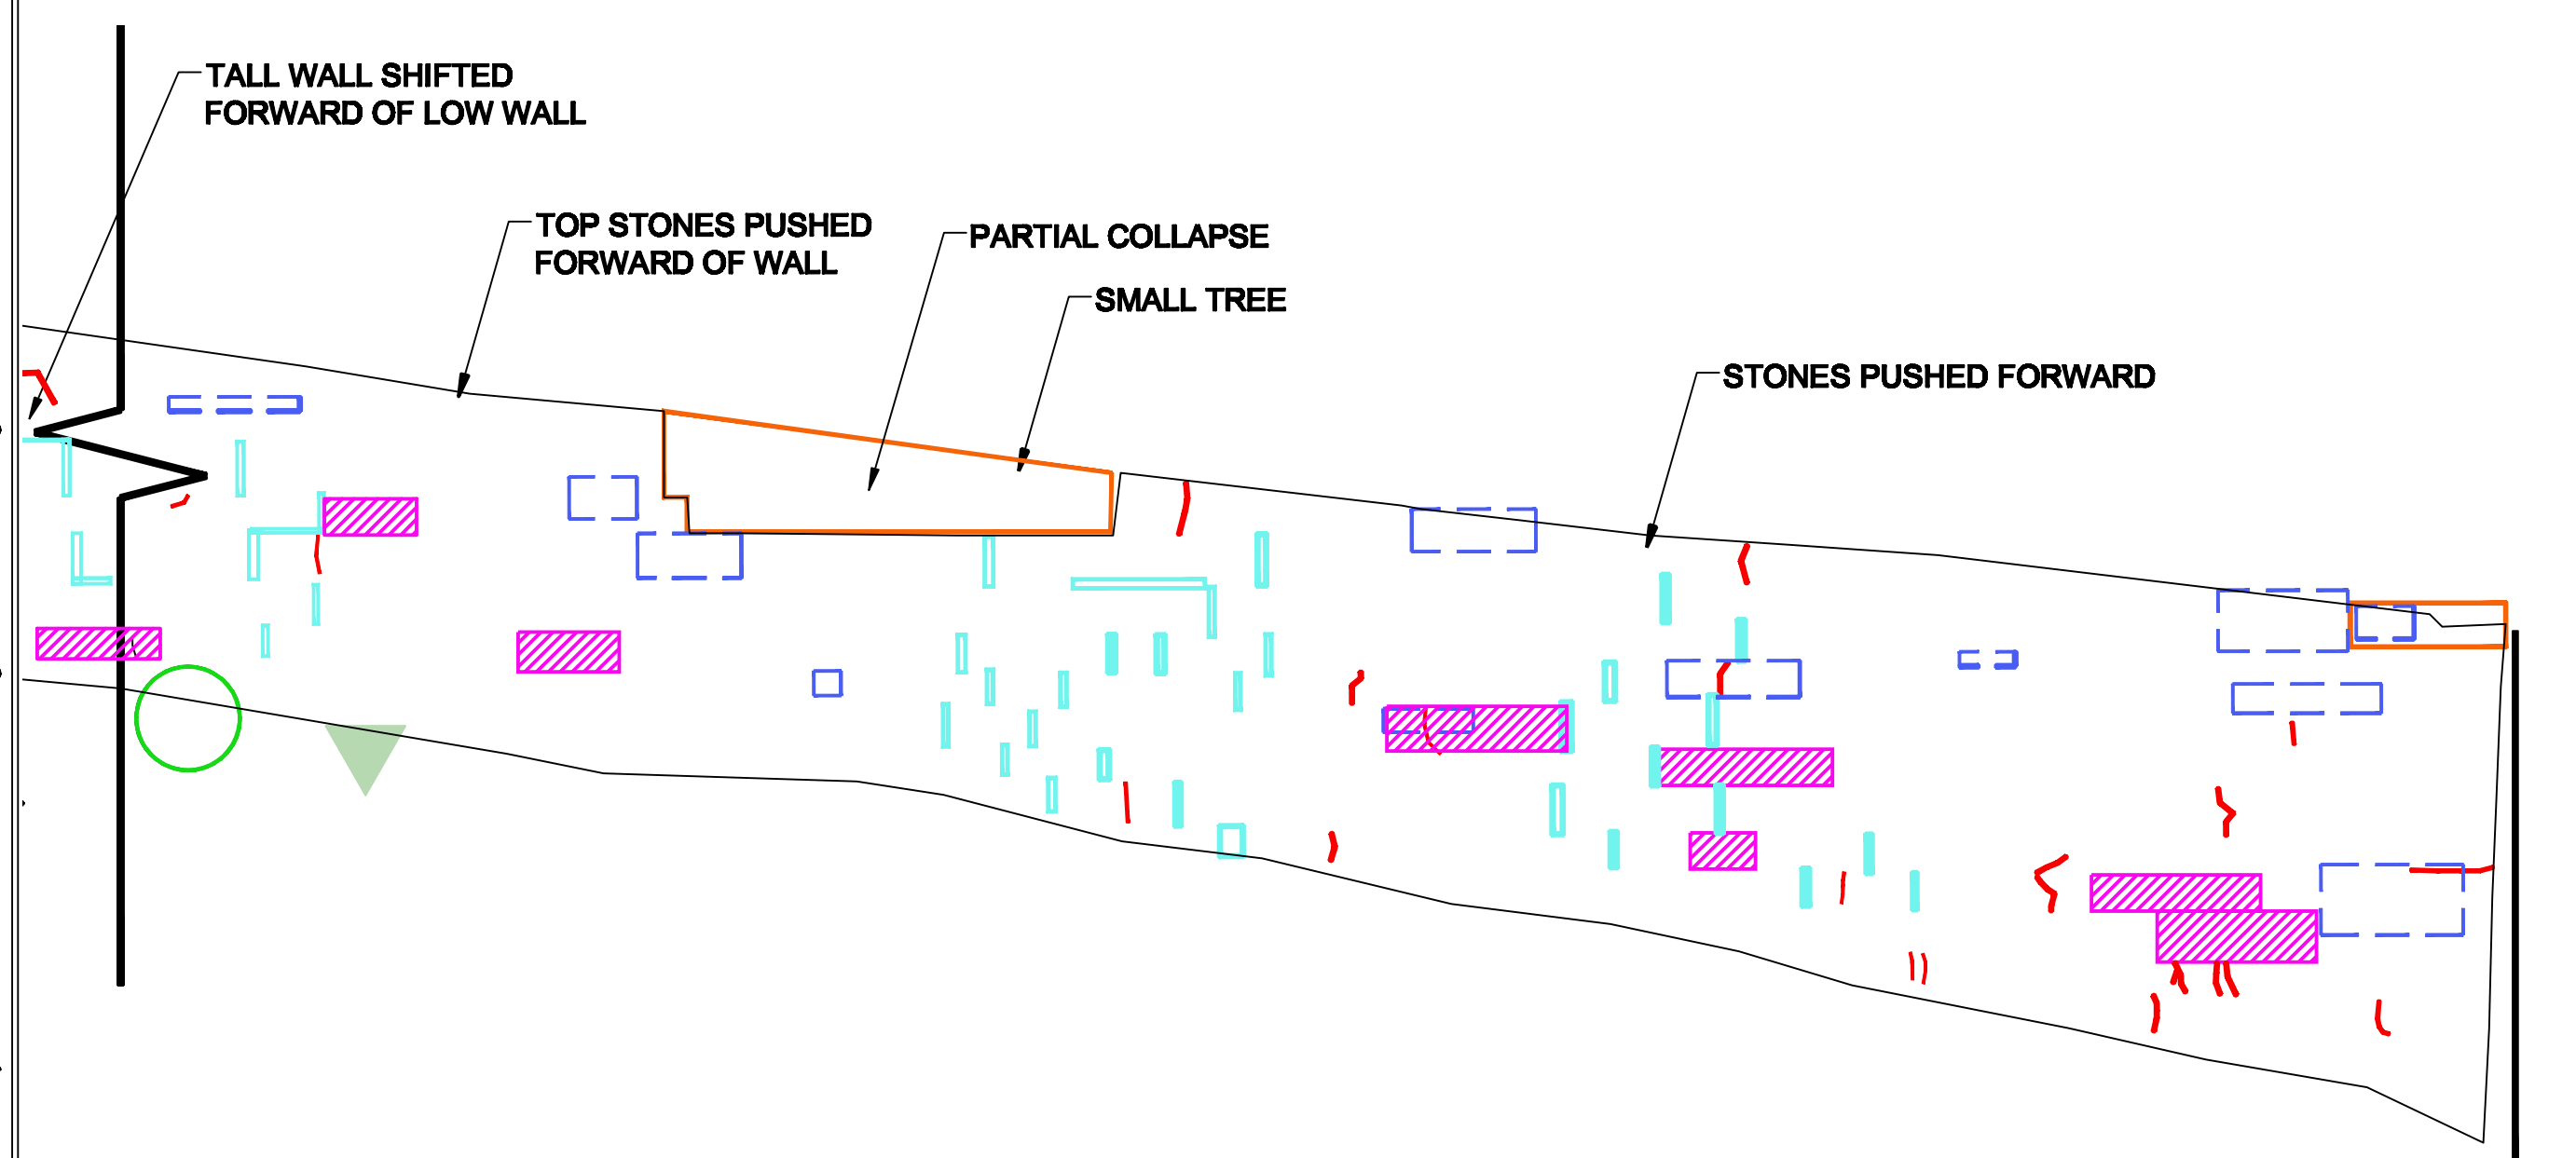 TALL WALL SHIFTED
FORWARD OF LOW WALL
TOP STONES PUSHED
FORWARD OF WALL
PARTIAL COLLAPSE
SMALL TREE
STONES PUSHED FORWARD